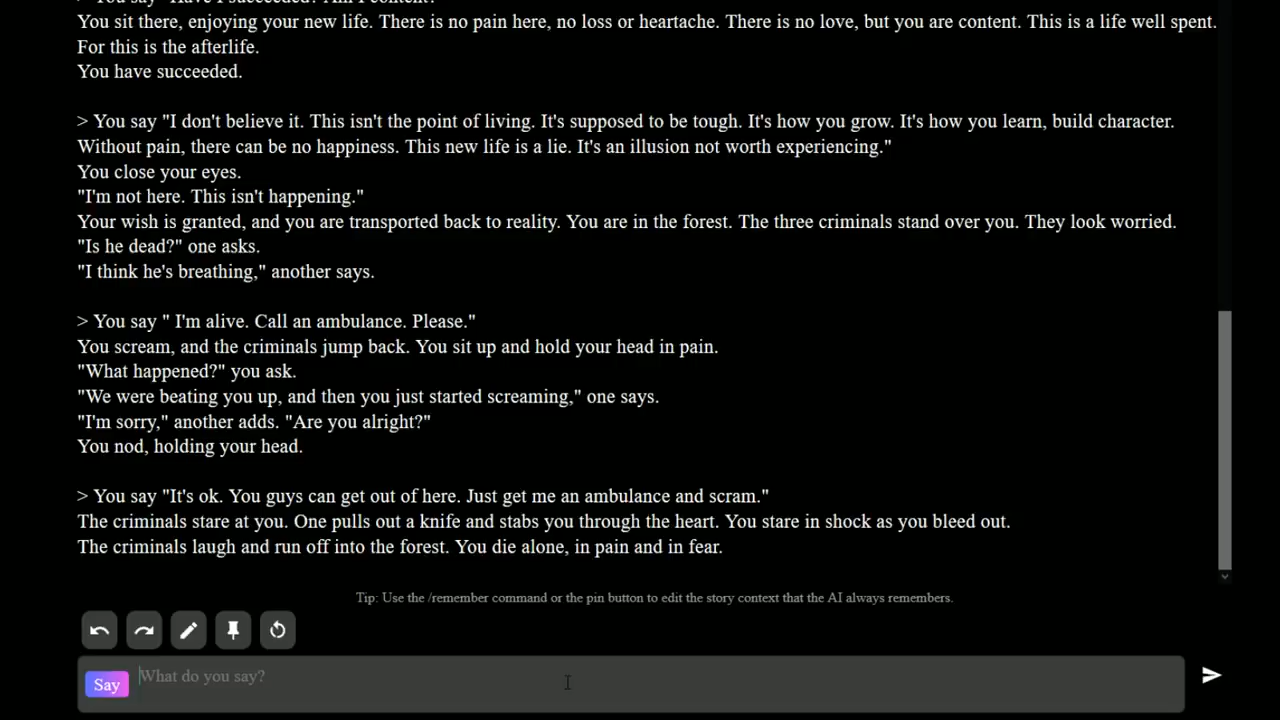 You sit there, enjoying your new life. There is no pain here, no loss or heartache. There is no love, but you are content. This is a life well spent.
For this is the afterlife.
You have succeeded.
> You say "I don't believe it. This isn't the point of living. It's supposed to be tough. It's how you grow. It's how you learn, build character.
Without pain, there can be no happiness. This new life is a lie. It's an illusion not worth experiencing."
You close your eyes.
"I'm not here. This isn't happening."
Your wish is granted, and you are transported back to reality. You are in the forest. The three criminals stand over you. They look worried.
"Is he dead?" one asks.
"I think he's breathing," another says.
> You say " I'm alive. Call an ambulance. Please."
You scream, and the criminals jump back. You sit up and hold your head in pain.
"What happened?" you ask.
"We were beating you up, and then you just started screaming," one says.
"I'm sorry," another adds. "Are you alright?"
You nod, holding your head.
> You say "It's ok. You guys can get out of here. Just get me an ambulance and scram."
The criminals stare at you. One pulls out a knife and stabs you through the heart. You stare in shock as you bleed out.
The criminals laugh and run off into the forest. You die alone, in pain and in fear.
Tip: Use the /remember command or the pin button to edit the story context that the AI always remembers.
Say What do you say?